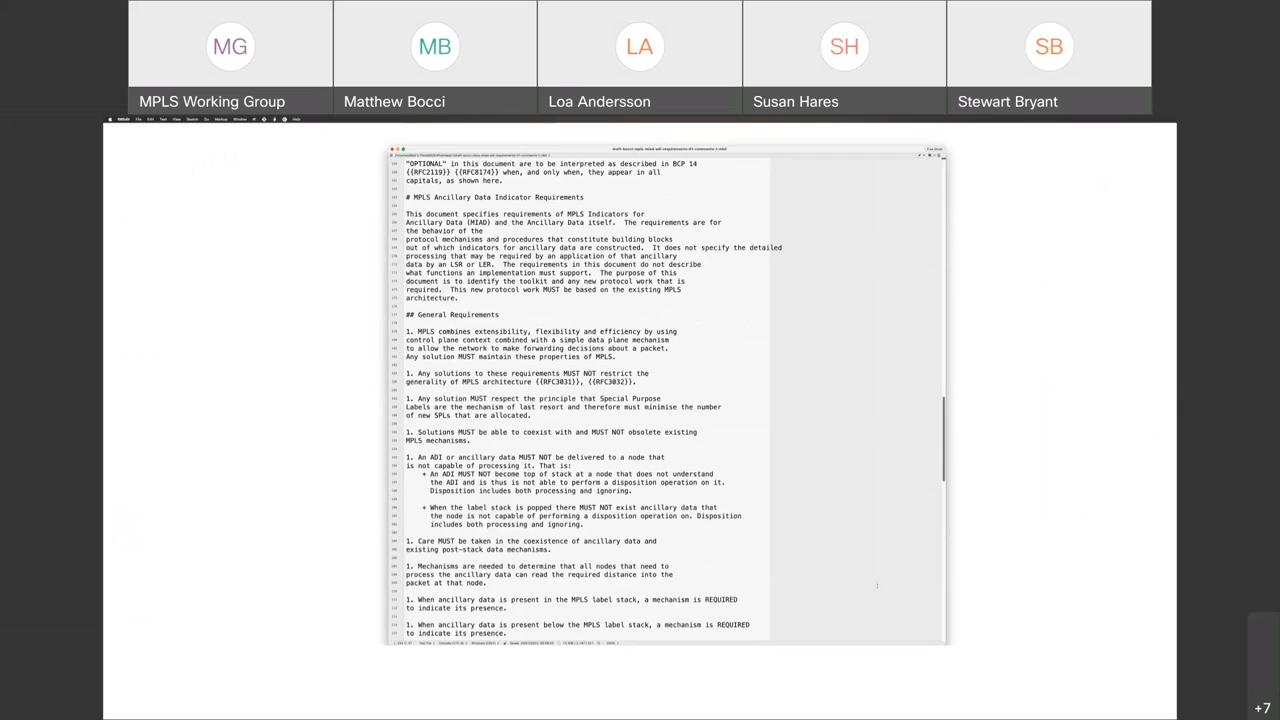 MG
MB
LA
SH
SB
MPLS Working Group
Matthew Bocci
Loa Andersson
Susan Hares
Stewart Bryant
File Edit Text View Search Go Markup Window Help
"OPTIONAL" in this document are to be interpreted as described in BCP 14
{{RFC2119}} {{RFC8174}} when, and only when, they appear in all
capitals, as shown here.
# MPLS Ancillary Data Indicator Requirements
This document specifies requirements of MPLS Indicators for
Ancillary Data (MIAD) and the Ancillary Data itself.  The requirements are for
the behavior of the
protocol mechanisms and procedures that constitute building blocks
out of which indicators for ancillary data are constructed.  It does not specify the detailed
processing that may be required by an application of that ancillary
data by an LSR or LER.  The requirements in this document do not describe
what functions an implementation must support.  The purpose of this
document is to identify the toolkit and any new protocol work that is
required.  This new protocol work MUST be based on the existing MPLS
architecture.
## General Requirements
1. MPLS combines extensibility, flexibility and efficiency by using
control plane context combined with a simple data plane mechanism
to allow the network to make forwarding decisions about a packet.
Any solution MUST maintain these properties of MPLS.
1. Any solutions to these requirements MUST NOT restrict the
generality of MPLS architecture {{RFC3031}}, {{RFC3032}}.
1. Any solution MUST respect the principle that Special Purpose
Labels are the mechanism of last resort and therefore must minimise the number
of new SPLs that are allocated.
1. Solutions MUST be able to coexist with and MUST NOT obsolete existing
MPLS mechanisms.
1. An ADI or ancillary data MUST NOT be delivered to a node that
is not capable of processing it. That is:
+ An ADI MUST NOT become top of stack at a node that does not understand
the ADI and is thus is not able to perform a disposition operation on it.
Disposition includes both processing and ignoring.
+ When the label stack is popped there MUST NOT exist ancillary data that
the node is not capable of performing a disposition operation on. Disposition
includes both processing and ignoring.
1. Care MUST be taken in the coexistence of ancillary data and
existing post-stack data mechanisms.
1. Mechanisms are needed to determine that all nodes that need to
process the ancillary data can read the required distance into the
packet at that node.
1. When ancillary data is present in the MPLS label stack, a mechanism is REQUIRED
to indicate its presence.
1. When ancillary data is present below the MPLS label stack, a mechanism is REQUIRED
to indicate its presence.
+7